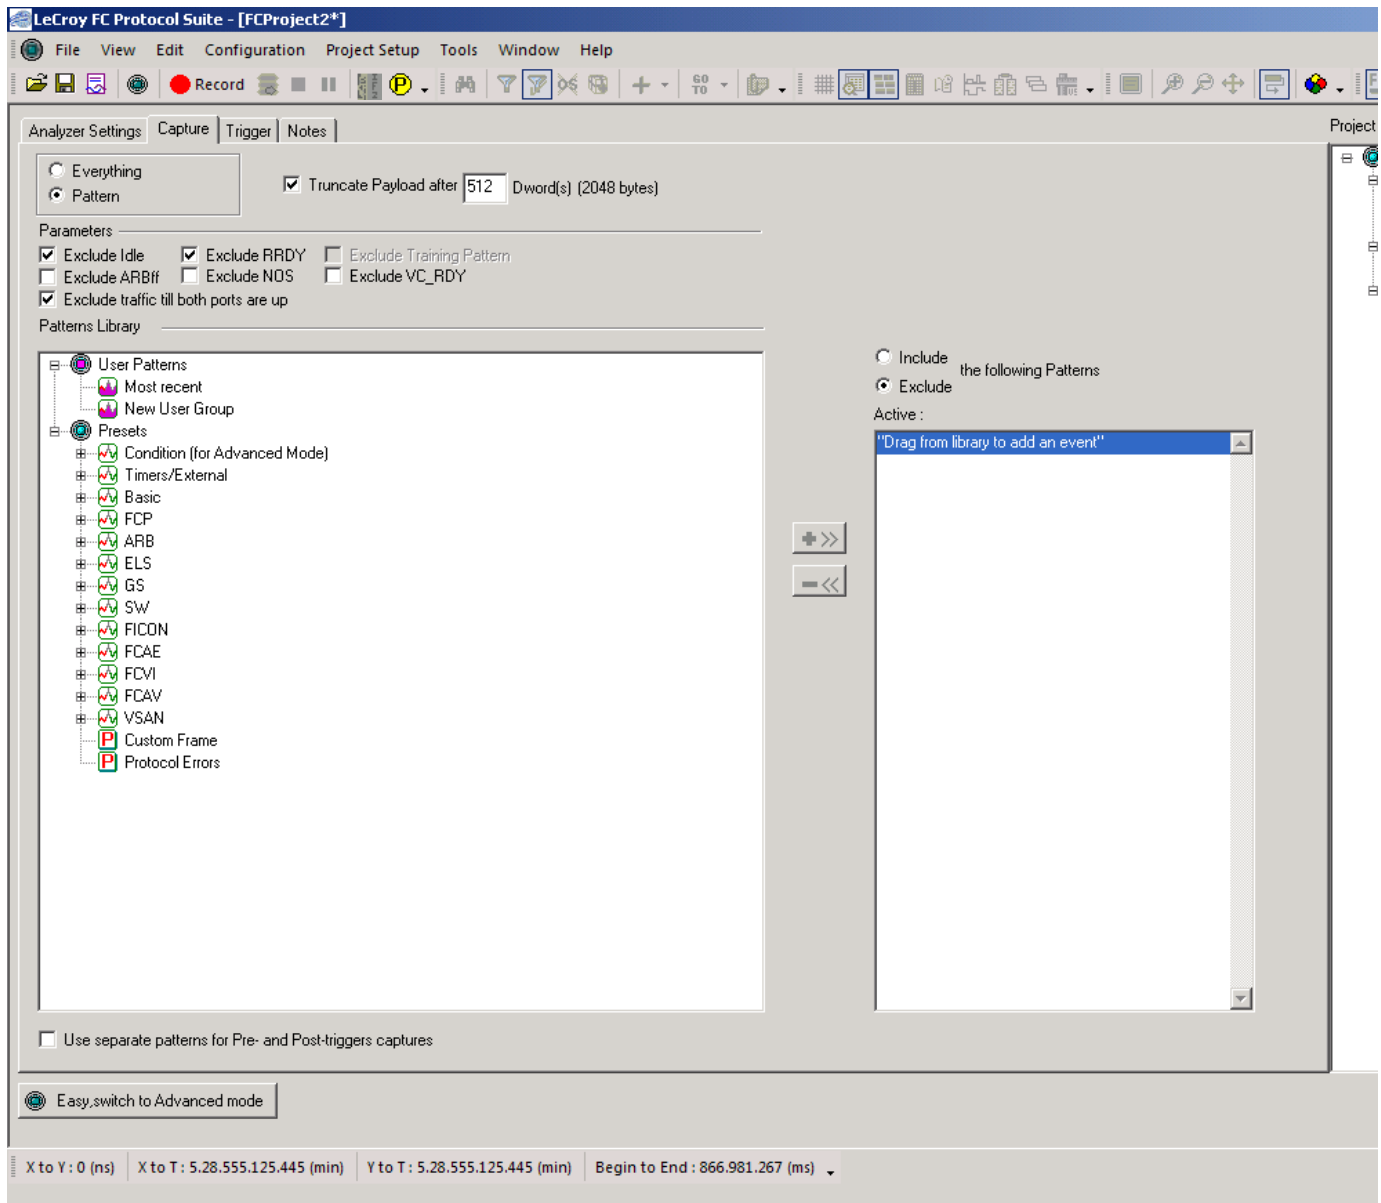 LeCroy FC Protocol Suite - [FCProject2*]
File View Edit Configuration Project Setup Tools Window Help
Record P GO TO
Analyzer Settings Capture Trigger Notes
Project
Everything
Pattern
Truncate Payload after 512 Dword(s) (2048 bytes)
Parameters
Exclude Idle Exclude RRDY Exclude Training Pattern
Exclude ARBff Exclude NOS Exclude VC_RDY
Exclude traffic till both ports are up
Patterns Library
User Patterns
Most recent
New User Group
Presets
Condition (for Advanced Mode)
Timers/External
Basic
FCP
ARB
ELS
GS
SW
FICON
FCAE
FCVI
FCAV
VSAN
P Custom Frame
P Protocol Errors
Include
Exclude
the following Patterns
Active :
"Drag from library to add an event"
Use separate patterns for Pre- and Post-triggers captures
Easy,switch to Advanced mode
X to Y : 0 (ns) X to T : 5.28.555.125.445 (min) Y to T : 5.28.555.125.445 (min) Begin to End : 866.981.267 (ms)